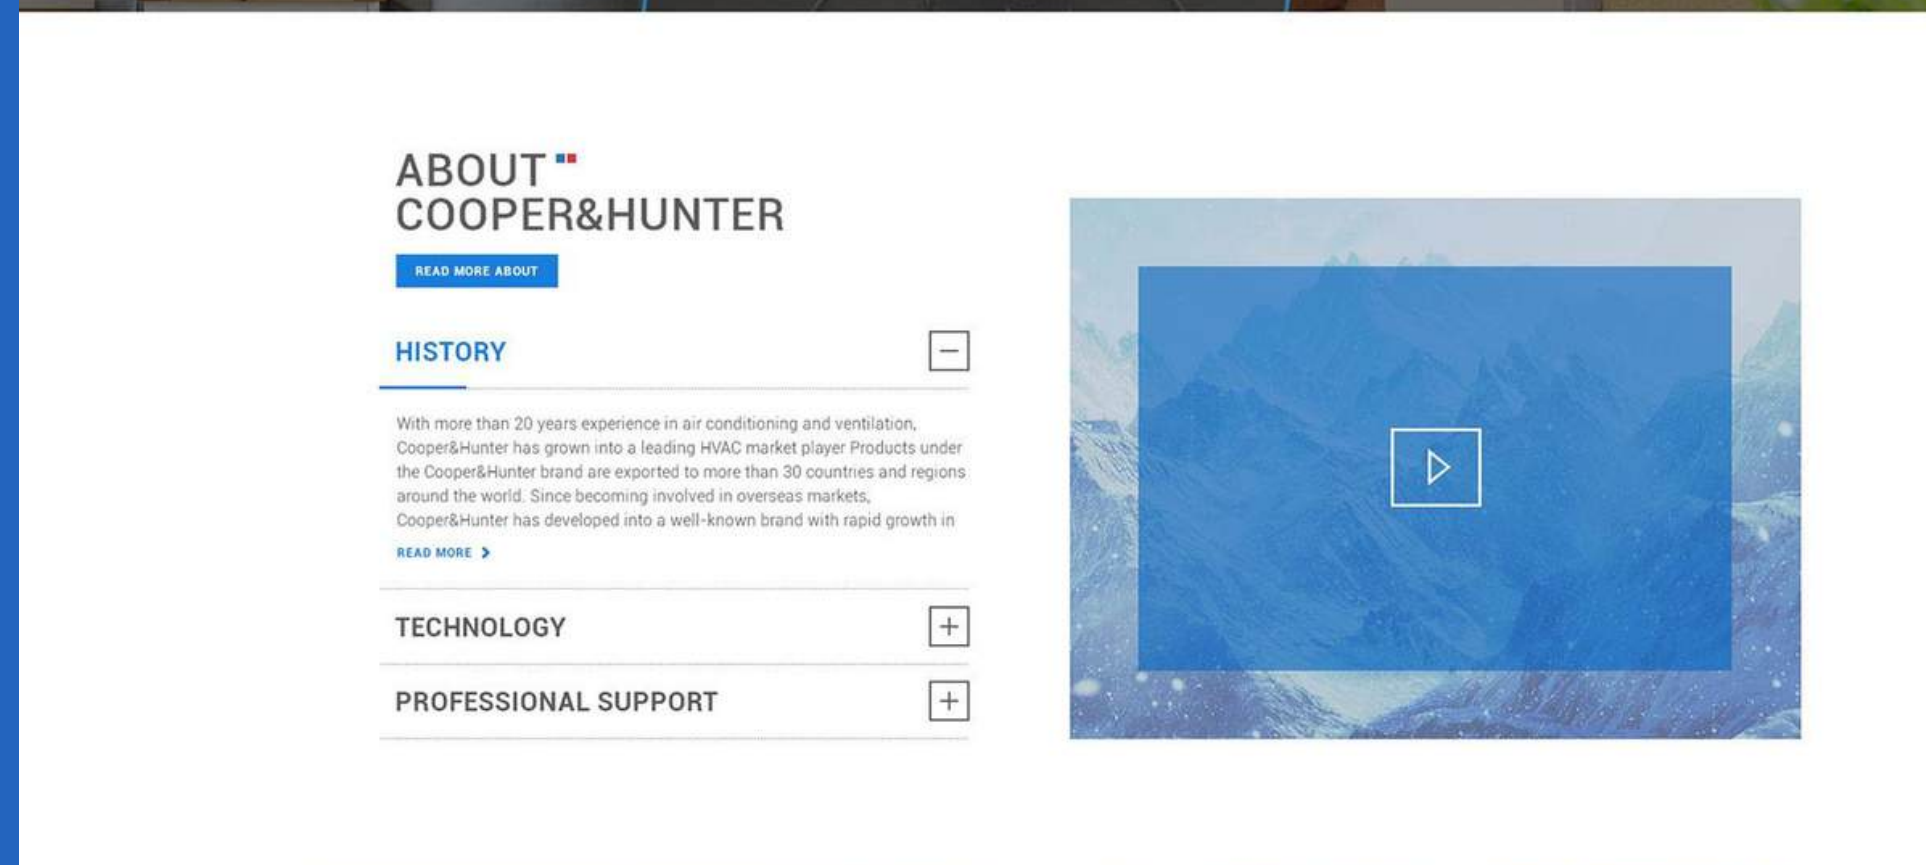 ABOUT
COOPER&HUNTER
READ MORE ABOUT
HISTORY
With more than 20 years experience in air conditioning and ventilation,
Cooper&Hunter has grown into a leading HVAC market player Products under
the Cooper&Hunter brand are exported to more than 30 countries and regions
around the world. Since becoming involved in overseas markets,
Cooper&Hunter has developed into a well-known brand with rapid growth in
READ MORE
TECHNOLOGY
PROFESSIONAL SUPPORT